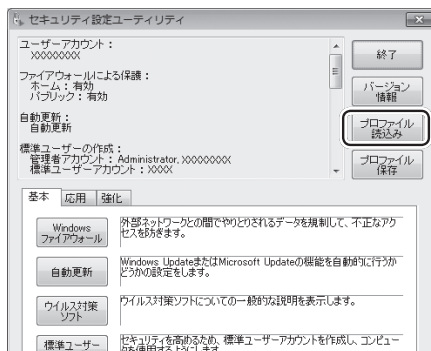 セキュリティ設定ユーティリティ
ユーザーアカウント：
XXXXXXXX
ファイアウォールによる保護：
ホーム：有効
パブリック：有効
自動更新：
自動更新
標準ユーザーの作成：
管理者アカウント：Administrator, XXXXXXXX
標準ユーザーアカウント：XXXX
終了
バージョン
情報
プロファイル
読込み
プロファイル
保存
基本 応用 強化
Windows
ファイアウォール
外部ネットワークとの間でやりとりされるデータを規制して、不正なアク
セスを防ぎます。
自動更新
Windows UpdateまたはMicrosoft Updateの機能を自動的に行うか
どうかの設定をします。
ウイルス対策
ソフト
ウイルス対策ソフトについての一般的な説明を表示します。
標準ユーザー
セキュリティを高めるため、標準ユーザーアカウントを作成し、コンピュー
タを使用するようにします。